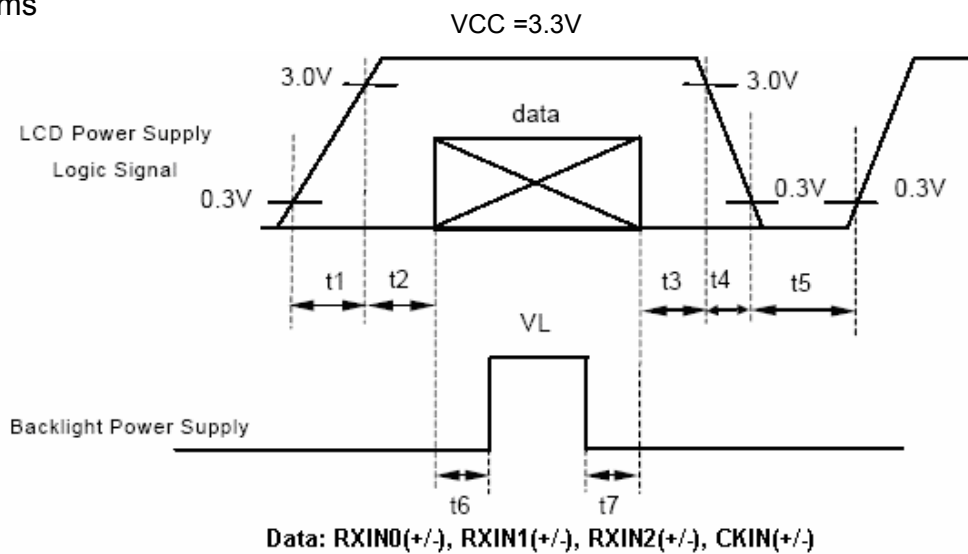 ms
VCC =3.3V
3.0V
3.0V
data
LCD Power Supply
Logic Signal
0.3V
0.3V
0.3V
t1
t2
t3
t4
t5
VL
Backlight Power Supply
t6
t7
Data: RXIN0(+/-), RXIN1(+/-), RXIN2(+/-), CKIN(+/-)